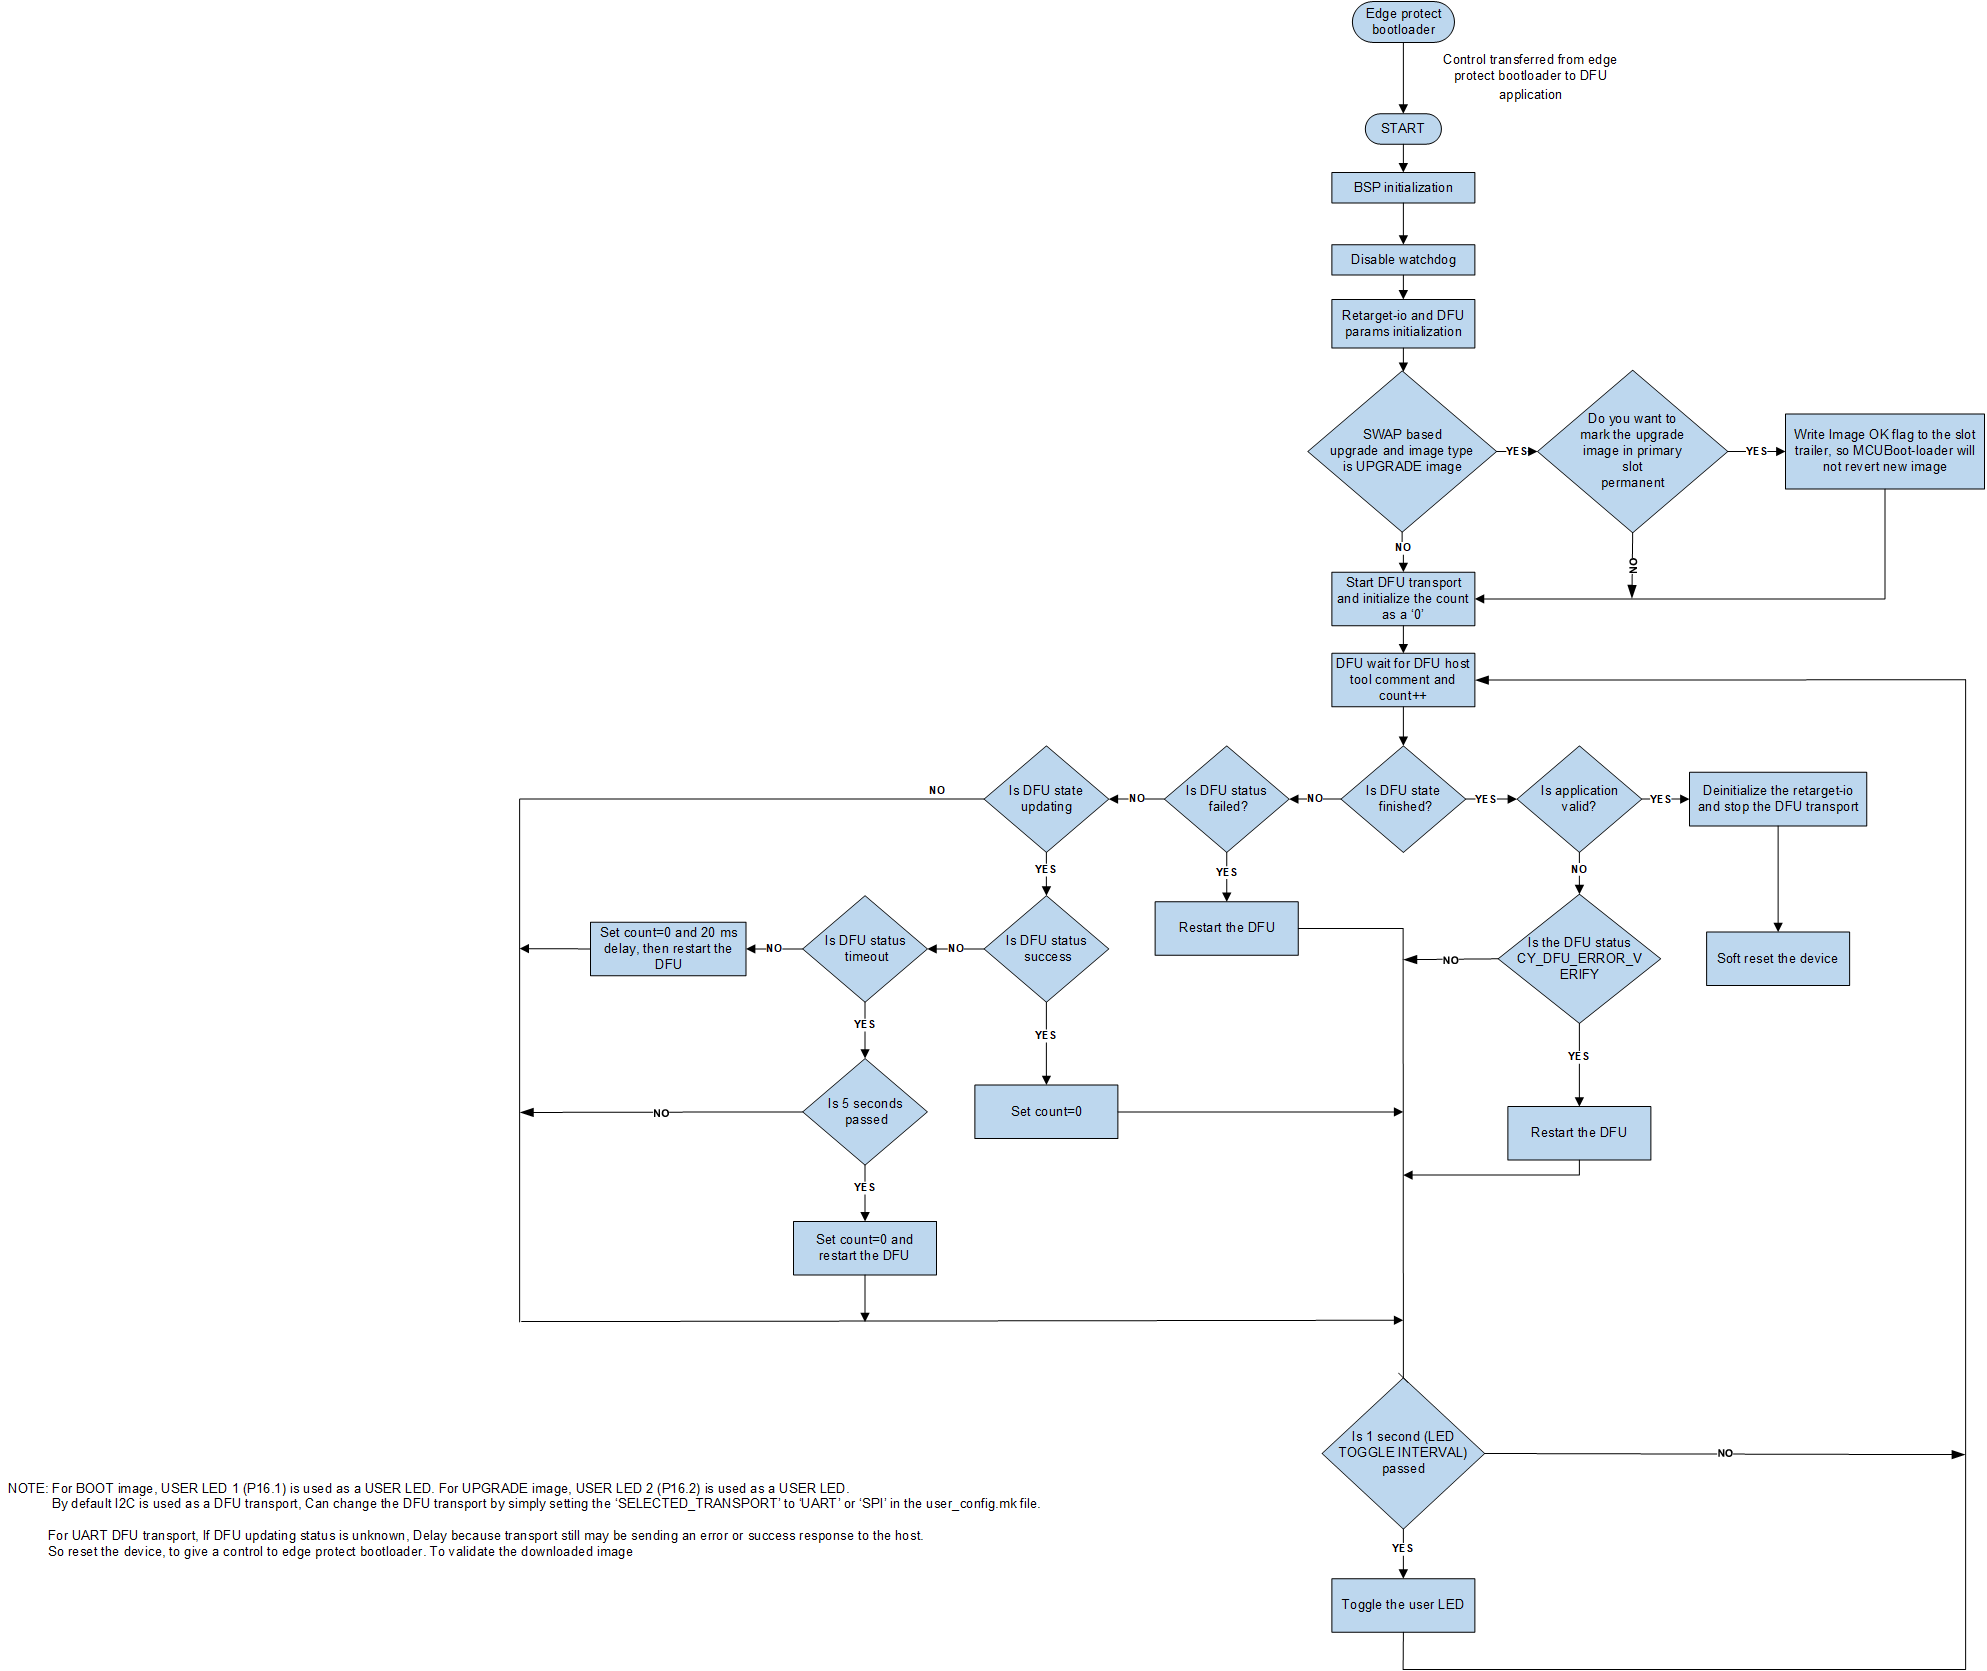 Edge protect
bootloader
Control transferred from edge
protect bootloader to DFU
application
START
BSP initialization
Disable watchdog
Retarget-io and DFU
params initialization
SWAP based
upgrade and image type
is UPGRADE image
YES
Do you want to
mark the upgrade
image in primary
slot
permanent
YES
Write Image OK flag to the slot
trailer, so MCUBoot-loader will
not revert new image
NO
NO
Start DFU transport
and initialize the count
as a ‘0’
DFU wait for DFU host
tool comment and
count++
NO
Is DFU state
updating
NO
Is DFU status
failed?
NO
Is DFU state
finished?
YES
Is application
valid?
YES
Deinitialize the retarget-io
and stop the DFU transport
YES
YES
NO
Set count=0 and 20 ms
delay, then restart the
DFU
NO
Is DFU status
timeout
NO
Is DFU status
success
Restart the DFU
NO
Is the DFU status
CY_DFU_ERROR_V
ERIFY
Soft reset the device
YES
YES
YES
NO
Is 5 seconds
passed
Set count=0
Restart the DFU
YES
Set count=0 and
restart the DFU
Is 1 second (LED
TOGGLE INTERVAL)
passed
NO
YES
Toggle the user LED
NOTE: For BOOT image, USER LED 1 (P16.1) is used as a USER LED. For UPGRADE image, USER LED 2 (P16.2) is used as a USER LED.
By default I2C is used as a DFU transport, Can change the DFU transport by simply setting the ‘SELECTED_TRANSPORT’ to ‘UART’ or ‘SPI’ in the user_config.mk file.
For UART DFU transport, If DFU updating status is unknown, Delay because transport still may be sending an error or success response to the host.
So reset the device, to give a control to edge protect bootloader. To validate the downloaded image